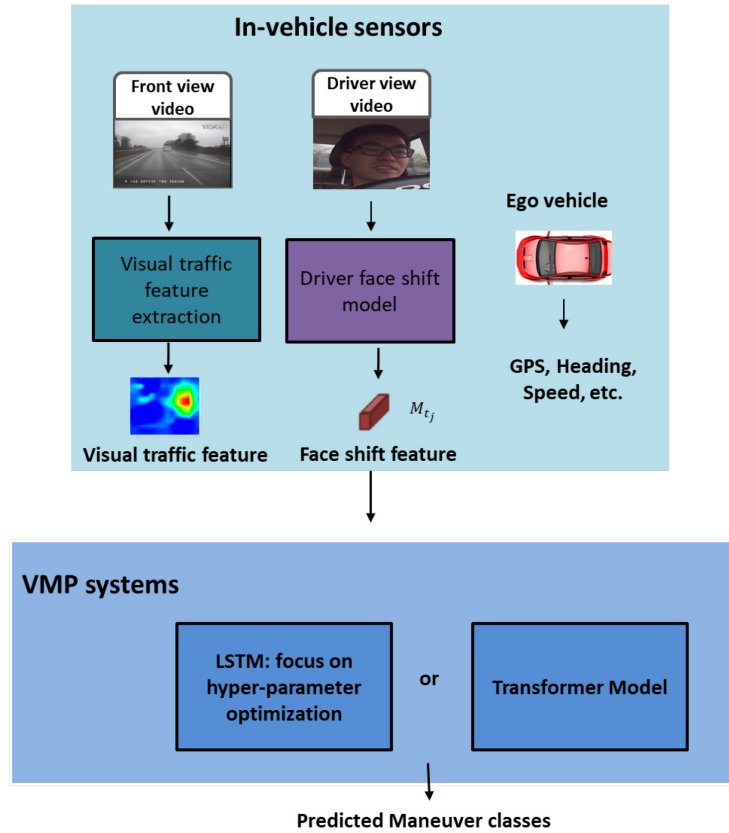 In-vehicle sensors
Front view
video
Driver view
video
Ego vehicle
Visual traffic
feature
extraction
Driver face shift
model
GPS, Heading,
Speed, etc.
M_{t_j}
Visual traffic feature
Face shift feature
VMP systems
LSTM: focus on
hyper-parameter
optimization
or
Transformer Model
Predicted Maneuver classes